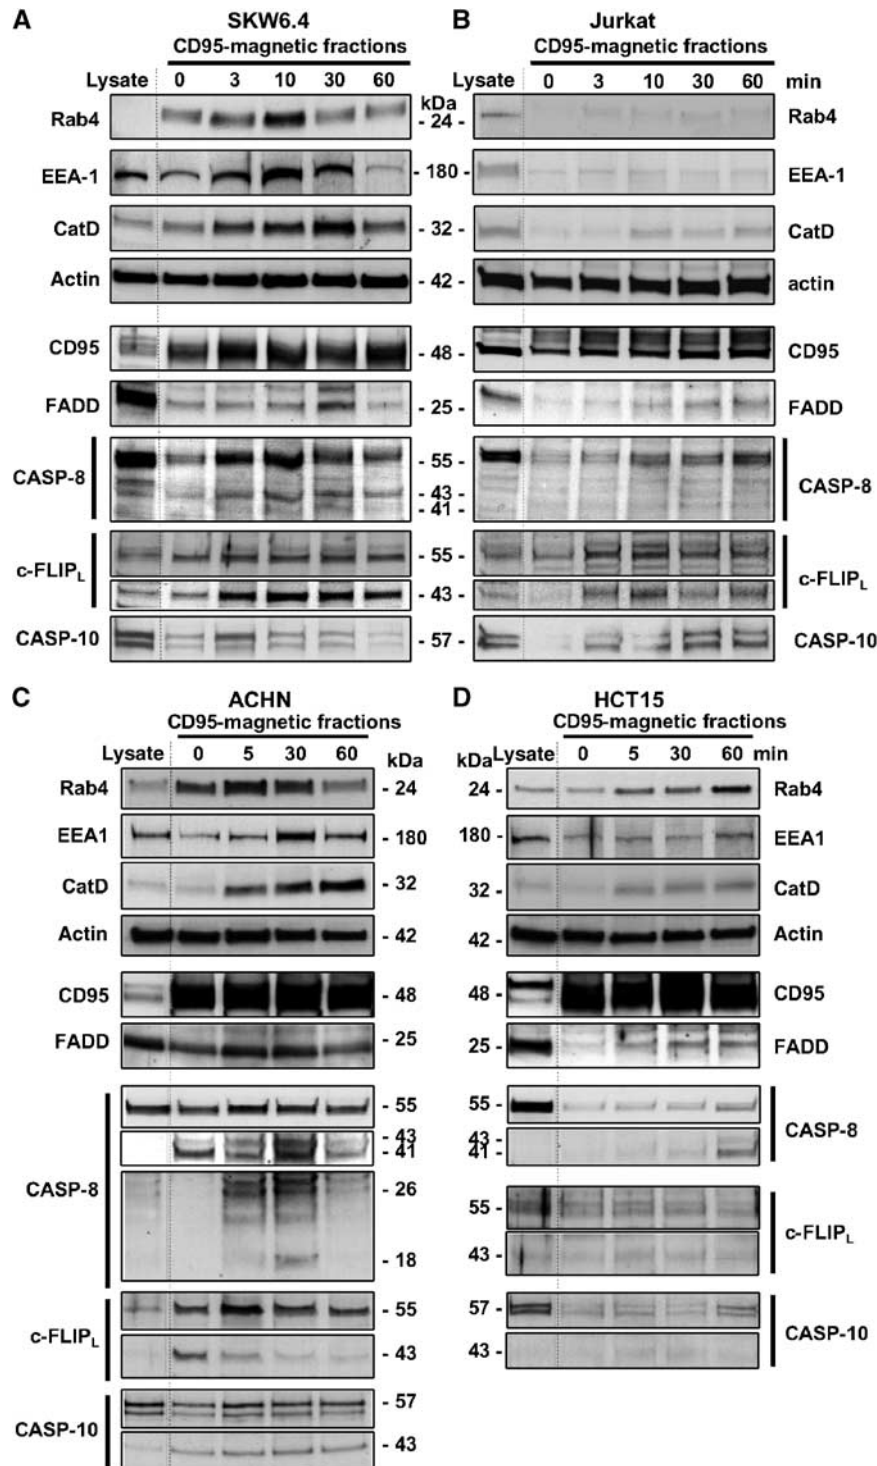 A
SKW6.4
CD95-magnetic fractions
Lysate 0 3 10 30 60
kDa
Rab4 - 24 -
EEA-1 - 180 -
CatD - 32 -
Actin - 42 -
CD95 - 48 -
FADD - 25 -
CASP-8 - 55 -
- 43 -
- 41 -
c-FLIPL - 55 -
- 43 -
CASP-10 - 57 -
B
Jurkat
CD95-magnetic fractions
Lysate 0 3 10 30 60 min
Rab4
EEA-1
CatD
actin
CD95
FADD
CASP-8
c-FLIPL
CASP-10
C
ACHN
CD95-magnetic fractions
Lysate 0 5 30 60 kDa
Rab4 - 24
EEA1 - 180
CatD - 32
Actin - 42
CD95 - 48
FADD - 25
CASP-8 - 55
- 43
- 41
- 26
- 18
c-FLIPL - 55
- 43
CASP-10 - 57
- 43
D
HCT15
CD95-magnetic fractions
kDa Lysate 0 5 30 60 min
24 - Rab4
180 - EEA1
32 - CatD
42 - Actin
48 - CD95
25 - FADD
55 - CASP-8
43 -
41 -
55 - c-FLIPL
43 -
57 - CASP-10
43 -